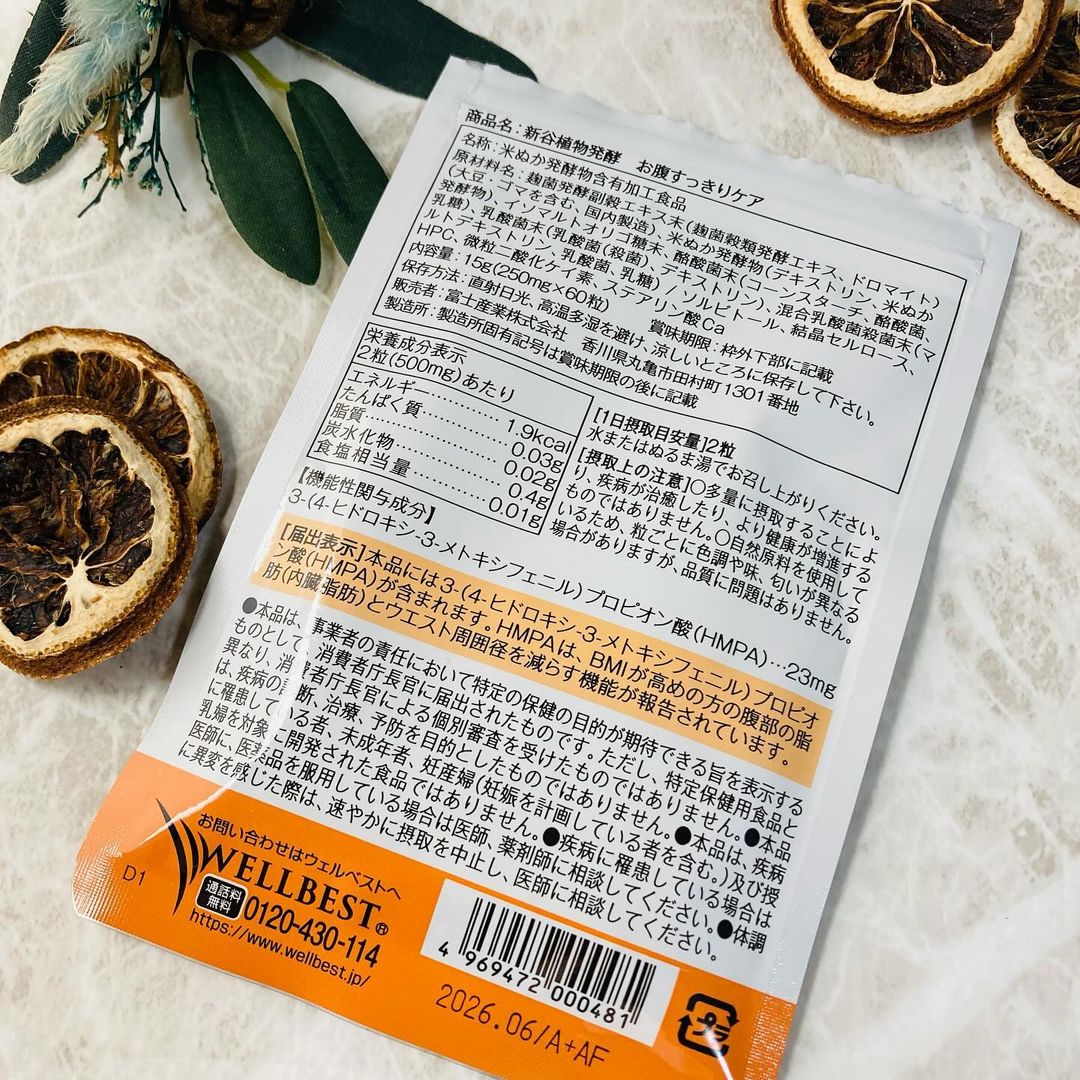 商品名：新谷植物発酵　お腹すっきりケア
名称：米ぬか発酵物含有加工食品
原材料名：麹菌発酵副穀エキス末（麹菌穀類発酵エキス、ドロマイト）
（大豆・ゴマを含む、国内製造）、米ぬか発酵物（デキストリン、米ぬか
発酵物）、イソマルトオリゴ糖末、酪酸菌末（コーンスターチ、酪酸菌、
乳糖）、乳酸菌末（乳酸菌（殺菌）、デキストリン）、混合乳酸菌殺菌末（マ
ルトデキストリン、乳酸菌、乳糖）／ソルビトール、結晶セルロース、
HPC、微粒二酸化ケイ素、ステアリン酸Ca
内容量：15g（250mg×60粒）　賞味期限：枠外下部に記載
保存方法：直射日光、高温多湿を避け、涼しいところに保存して下さい。
販売者：富士産業株式会社　香川県丸亀市田村町1301番地
製造所：製造所固有記号は賞味期限の後に記載
栄養成分表示
2粒（500mg）あたり
エネルギー………1.9kcal
たんぱく質………0.03g
脂質………0.02g
炭水化物………0.4g
食塩相当量………0.01g
[1日摂取目安量]2粒
水またはぬるま湯でお召し上がりください。
[摂取上の注意]○多量に摂取することによ
り、疾病が治癒したり、より健康が増進する
ものではありません。○自然原料を使用して
いるため、粒ごとに色調や味、匂いが異なる
場合がありますが、品質に問題はありません。
【機能性関与成分】
3-(4-ヒドロキシ-3-メトキシフェニル)プロピオン酸(HMPA)…23mg
[届出表示]本品には3-(4-ヒドロキシ-3-メトキシフェニル)プロピオ
ン酸(HMPA)が含まれます。HMPAは、BMIが高めの方の腹部の脂
肪(内臓脂肪)とウエスト周囲径を減らす機能が報告されています。
●本品は、事業者の責任において特定の保健の目的が期待できる旨を表示する
ものとして、消費者庁長官に届出されたものです。ただし、特定保健用食品と
異なり、消費者庁長官による個別審査を受けたものではありません。●本品
は、疾病の診断、治療、予防を目的としたものではありません。●本品は、疾病
に罹患している者、未成年者、妊産婦（妊娠を計画している者を含む。）及び授
乳婦を対象に開発された食品ではありません。●疾病に罹患している場合は
医師に、医薬品を服用している場合は医師、薬剤師に相談してください。●体調
に異変を感じた際は、速やかに摂取を中止し、医師に相談してください。
お問い合わせはウェルベストへ
WELLBEST®
通話料
無料
0120-430-114
https://www.wellbest.jp/
D1
4 969472 000481
2026.06/A+AF
プラ